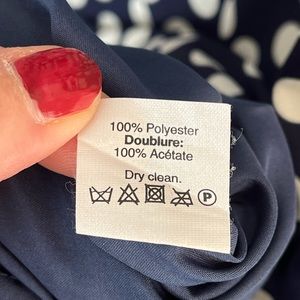 100% Polyester
Doublure:
100% Acétate
Dry clean.
P